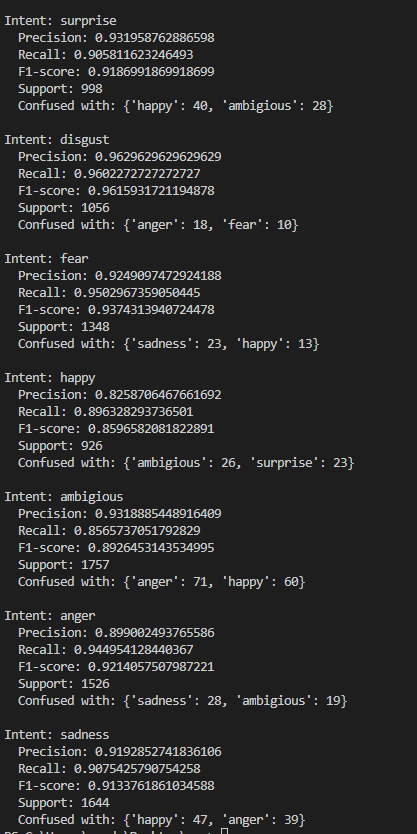 Intent: surprise
Precision: 0.931958762886598
Recall: 0.905811623246493
F1-score: 0.9186991869918699
Support: 998
Confused with: {'happy': 40, 'ambigious': 28}
Intent: disgust
Precision: 0.9629629629629629
Recall: 0.9602272727272727
F1-score: 0.9615931721194878
Support: 1056
Confused with: {'anger': 18, 'fear': 10}
Intent: fear
Precision: 0.9249097472924188
Recall: 0.9502967359050445
F1-score: 0.9374313940724478
Support: 1348
Confused with: {'sadness': 23, 'happy': 13}
Intent: happy
Precision: 0.8258706467661692
Recall: 0.896328293736501
F1-score: 0.8596582081822891
Support: 926
Confused with: {'ambigious': 26, 'surprise': 23}
Intent: ambigious
Precision: 0.9318885448916409
Recall: 0.8565737051792829
F1-score: 0.8926453143534995
Support: 1757
Confused with: {'anger': 71, 'happy': 60}
Intent: anger
Precision: 0.899002493765586
Recall: 0.944954128440367
F1-score: 0.9214057507987221
Support: 1526
Confused with: {'sadness': 28, 'ambigious': 19}
Intent: sadness
Precision: 0.9192852741836106
Recall: 0.9075425790754258
F1-score: 0.9133761861034588
Support: 1644
Confused with: {'happy': 47, 'anger': 39}